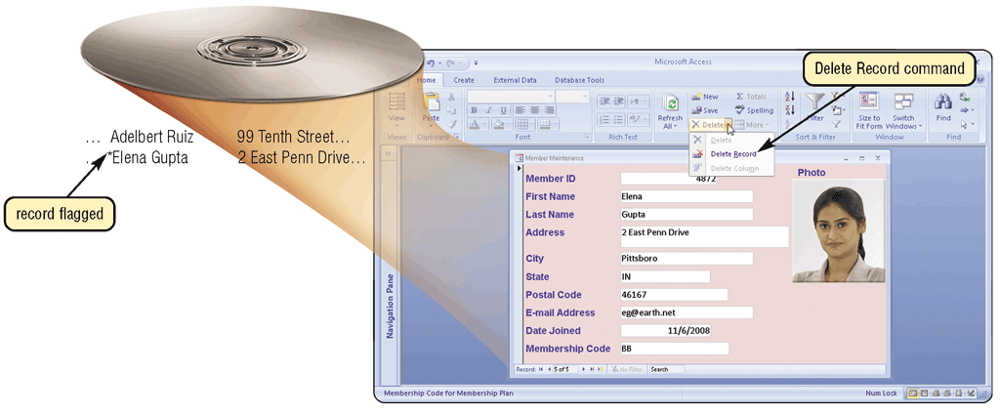 Microsoft Access
Home Create External Data Database Tools
Delete Record command
View
Views
Paste
Clipboard
B I U
Font
Rich Text
Refresh All
New
Save
Delete
Totals
Spelling
More
Delete
Delete Record
Delete Column
Filter
Sort & Filter
Size to Fit Form
Switch Windows
Window
Find
Find
... Adelbert Ruiz 99 Tenth Street...
... *Elena Gupta 2 East Penn Drive...
record flagged
Member Maintenance
Photo
Member ID 4872
First Name Elena
Last Name Gupta
Address 2 East Penn Drive
City Pittsboro
State IN
Postal Code 46167
E-mail Address eg@earth.net
Date Joined 11/6/2008
Membership Code BB
Record: 5 of 5 No Filter Search
Navigation Pane
Membership Code for Membership Plan Num Lock